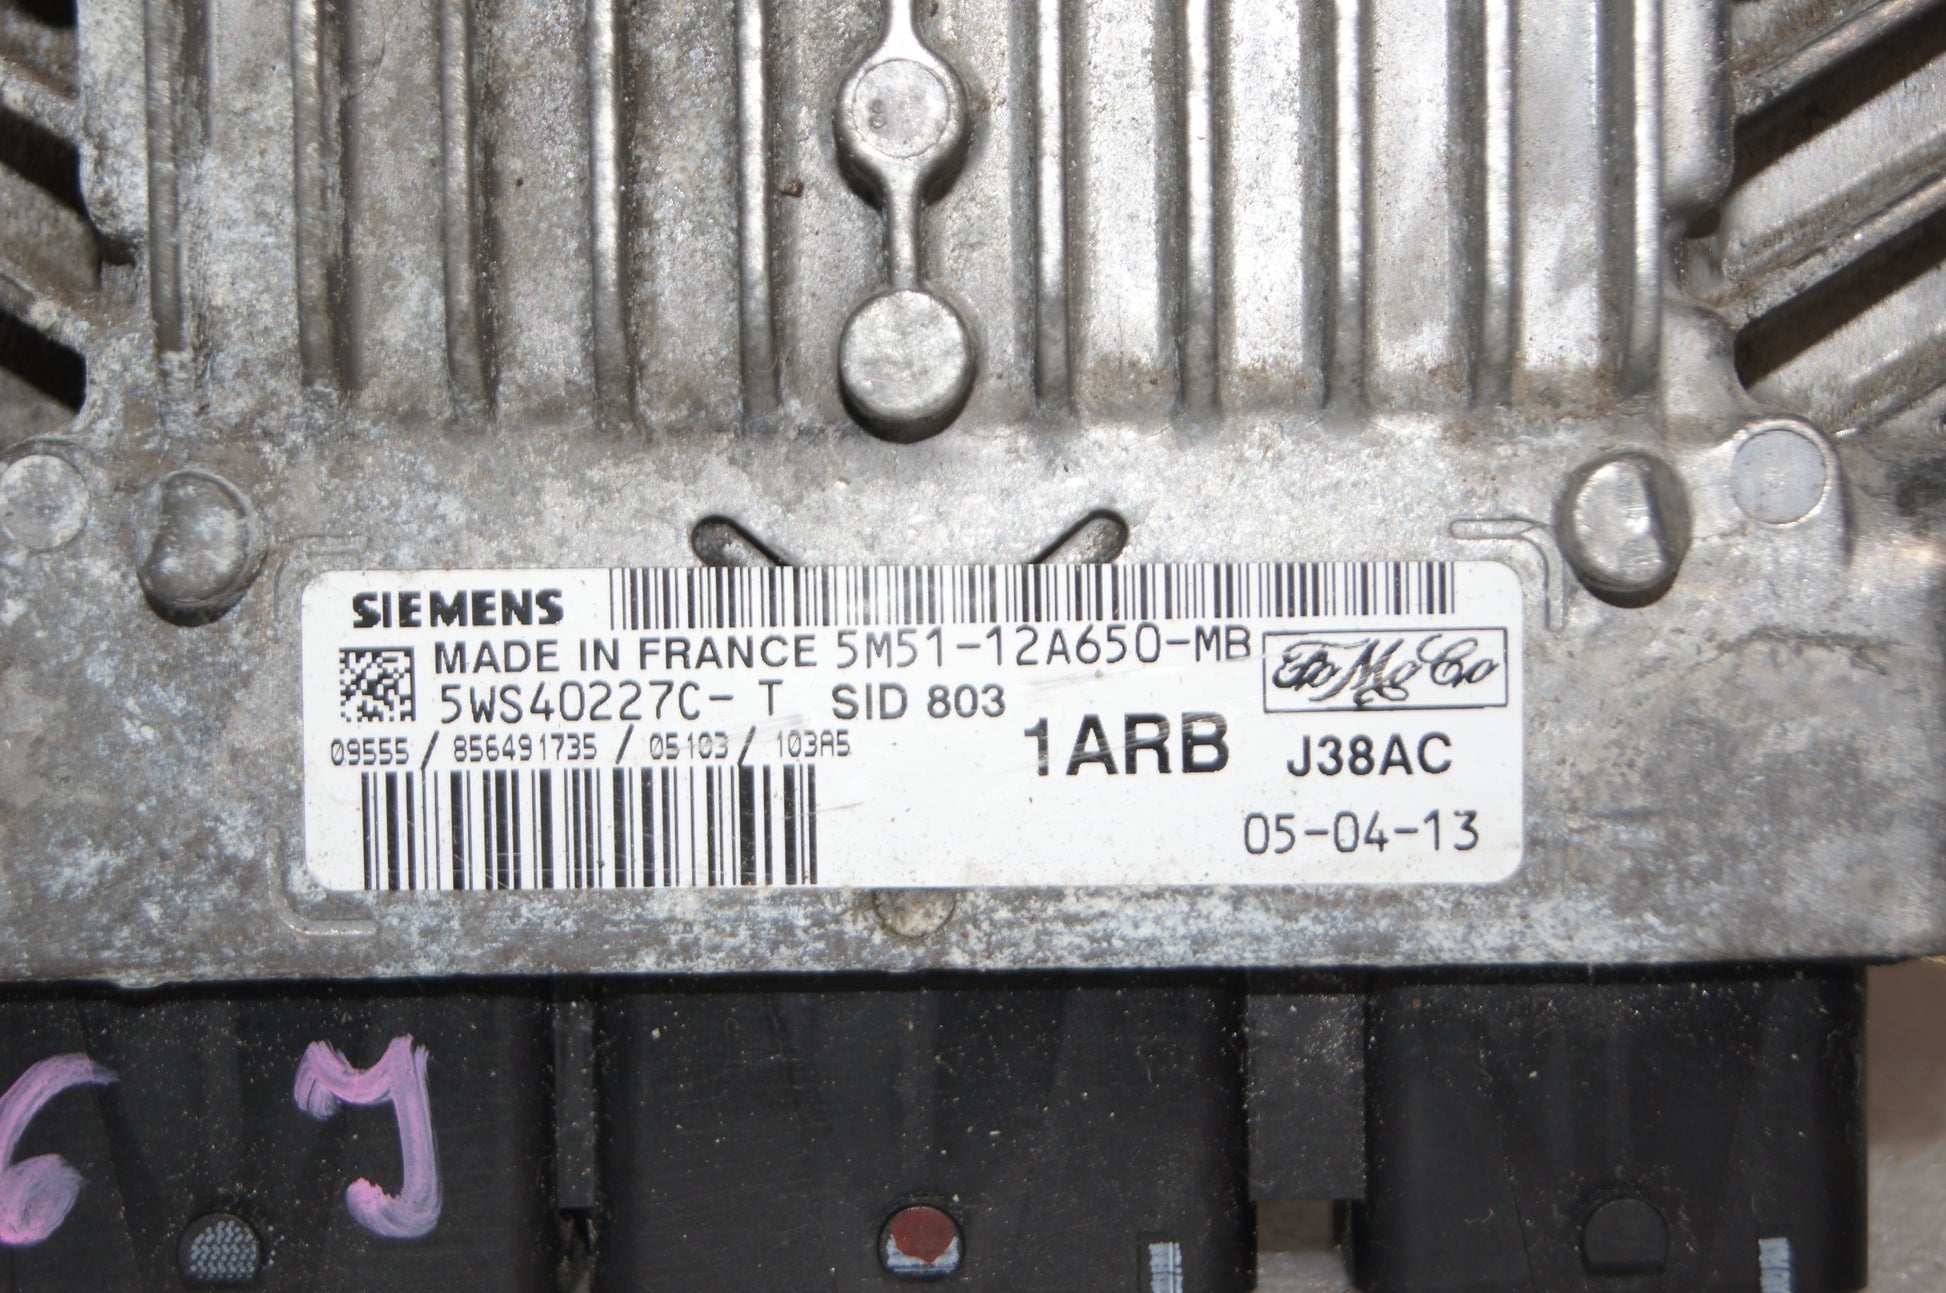 SIEMENS
MADE IN FRANCE 5M51-12A650-MB
FoMoCo
5WS40227C-T SID 803
09555 / 856491735 / 05103 / 103A5
1ARB J38AC
05-04-13